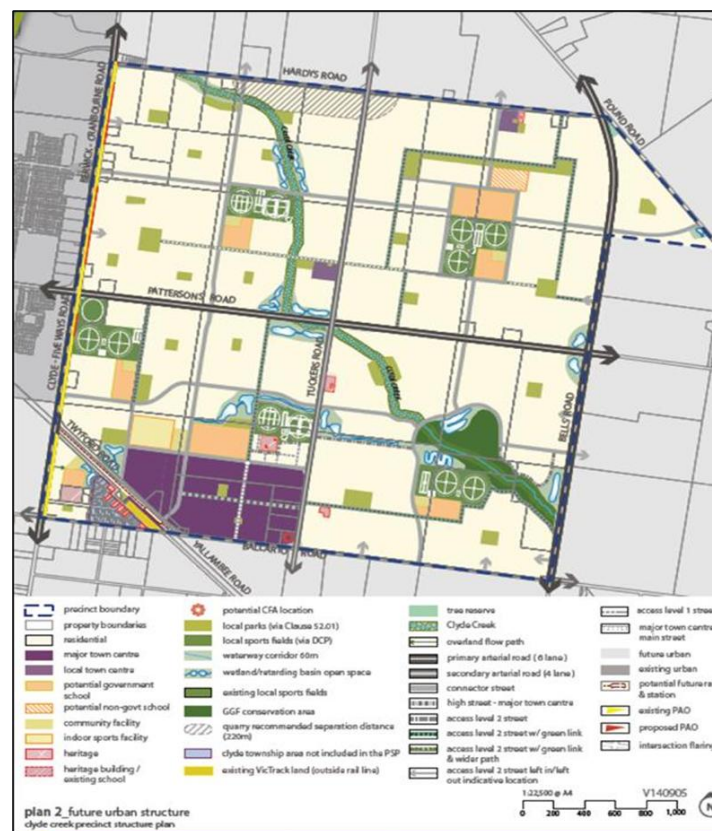 HARDYS ROAD
POUND ROAD
BERWICK - CRANBOURNE ROAD
CLYDE CREEK
PATTERSONS ROAD
CLYDE - FIVE WAYS ROAD
TUCKERS ROAD
CLYDE CREEK
BELLS ROAD
TWYFORD ROAD
BALLARTO ROAD
YALLAMBEE ROAD
precinct boundary
property boundaries
residential
major town centre
local town centre
potential government
school
potential non-govt school
community facility
indoor sports facility
heritage
heritage building /
existing school
potential CFA location
local parks (via Clause 52.01)
local sports fields (via DCP)
waterway corridor 60m
wetland/retarding basin open space
existing local sports fields
GGF conservation area
quarry recommended separation distance
(220m)
clyde township area not included in the PSP
existing VicTrack land (outside rail line)
tree reserve
Clyde Creek
overland flow path
primary arterial road (6 lane)
secondary arterial road (4 lane)
connector street
high street - major town centre
access level 2 street
access level 2 street w/ green link
access level 2 street w/ green link
& wider path
access level 2 street left in/left
out indicative location
access level 1 street
major town centre
main street
future urban
existing urban
potential future ra
& station
existing PAO
proposed PAO
intersection flaring
plan 2_future urban structure
clyde creek precinct structure plan
1:22,500 @ A4
V140905
0 200 400 600 800 1,000
N